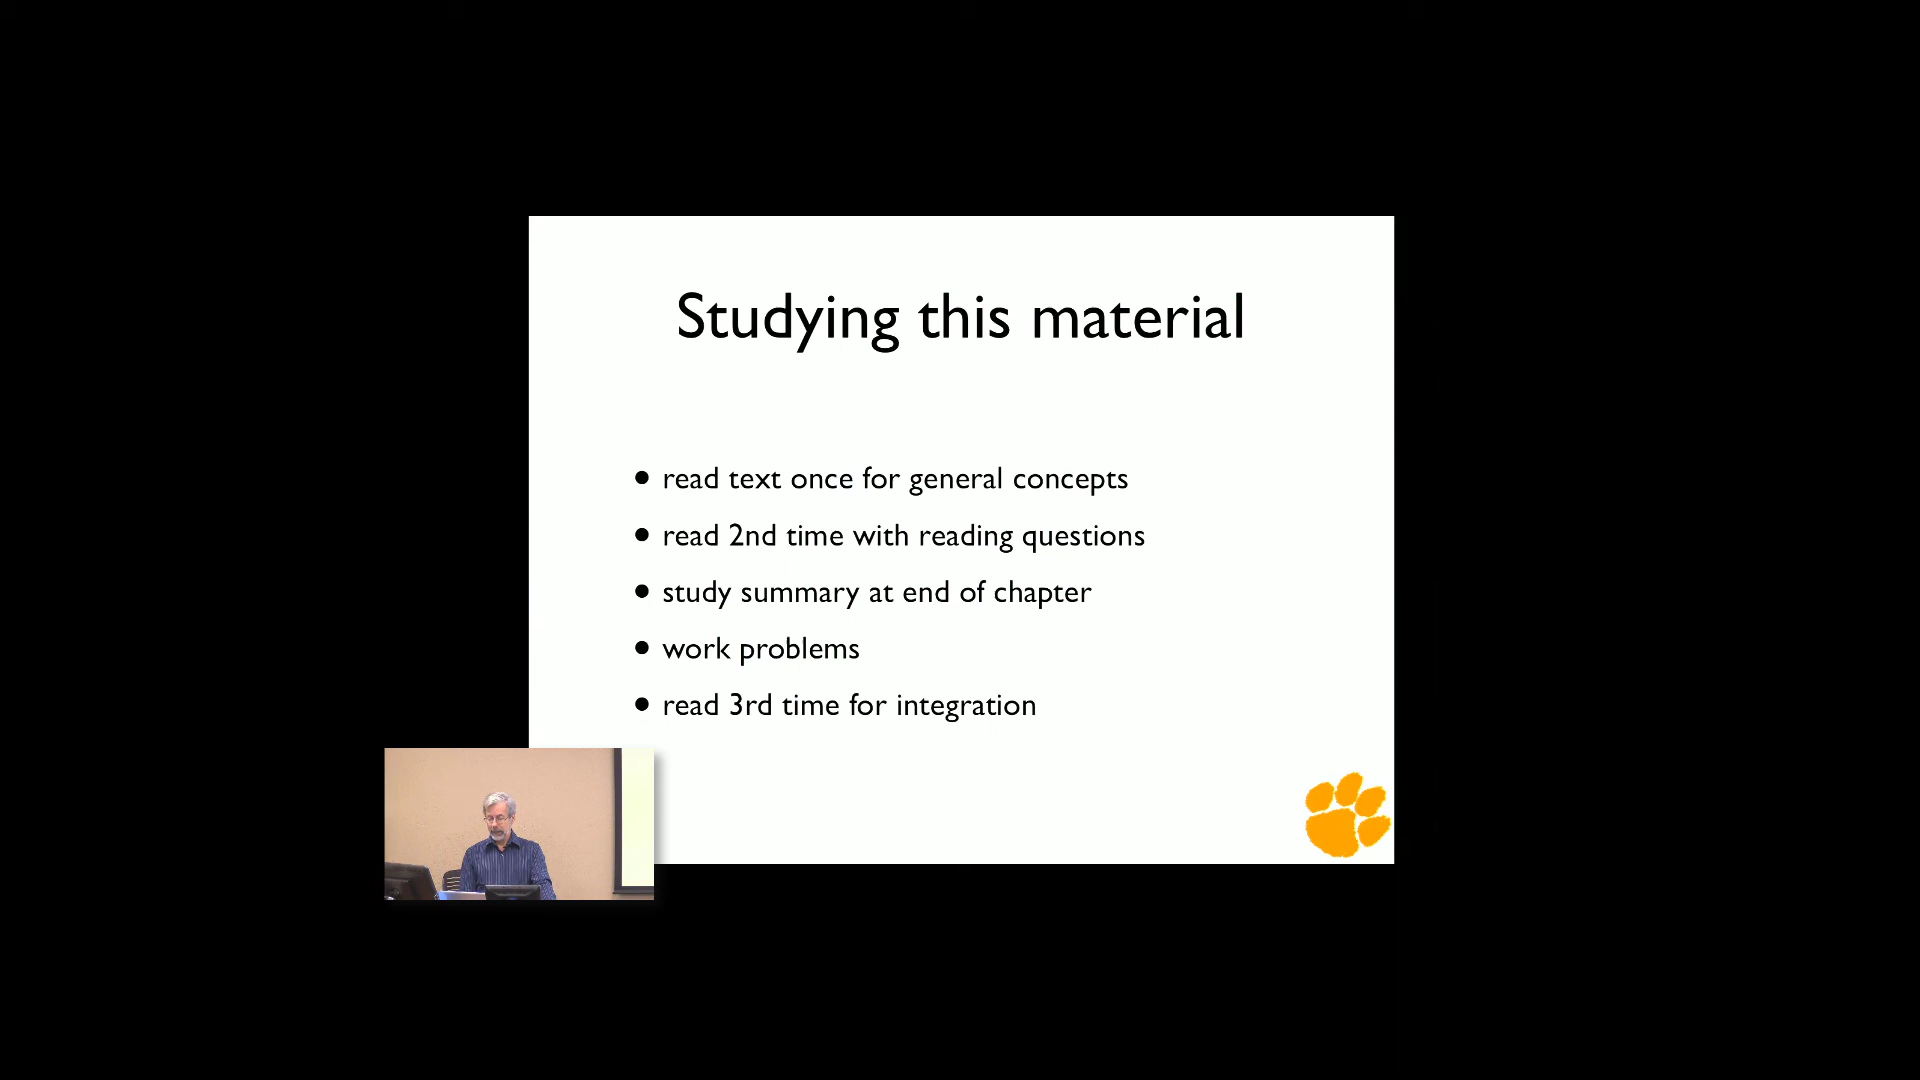 Studying this material
• read text once for general concepts
• read 2nd time with reading questions
• study summary at end of chapter
• work problems
• read 3rd time for integration